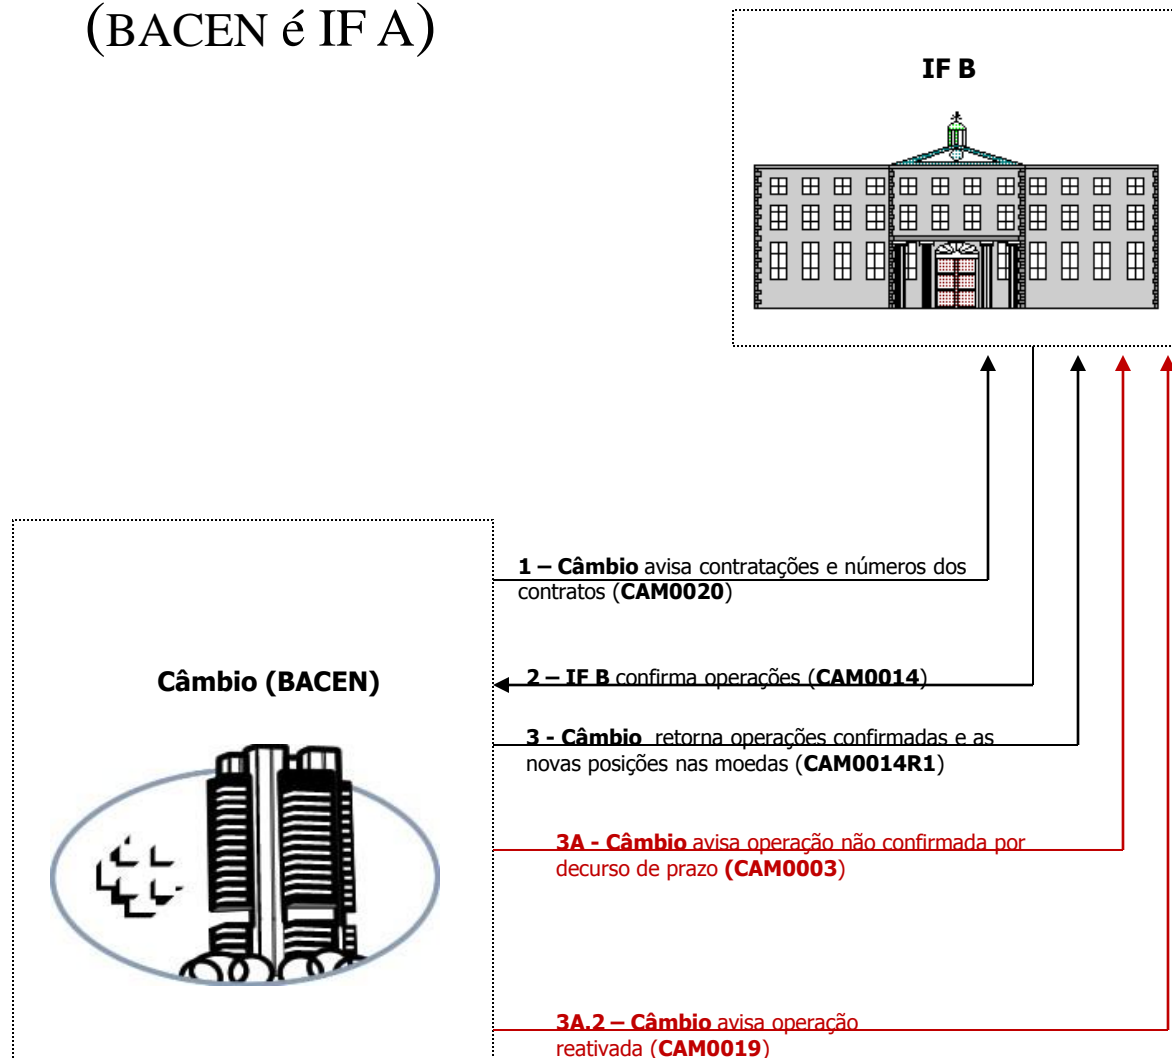 (BACEN é IF A)
IF B
1 – Câmbio avisa contratações e números dos
contratos (CAM0020)
Câmbio (BACEN)
2 – IF B confirma operações (CAM0014)
3 - Câmbio retorna operações confirmadas e as
novas posições nas moedas (CAM0014R1)
3A - Câmbio avisa operação não confirmada por
decurso de prazo (CAM0003)
3A.2 – Câmbio avisa operação
reativada (CAM0019)